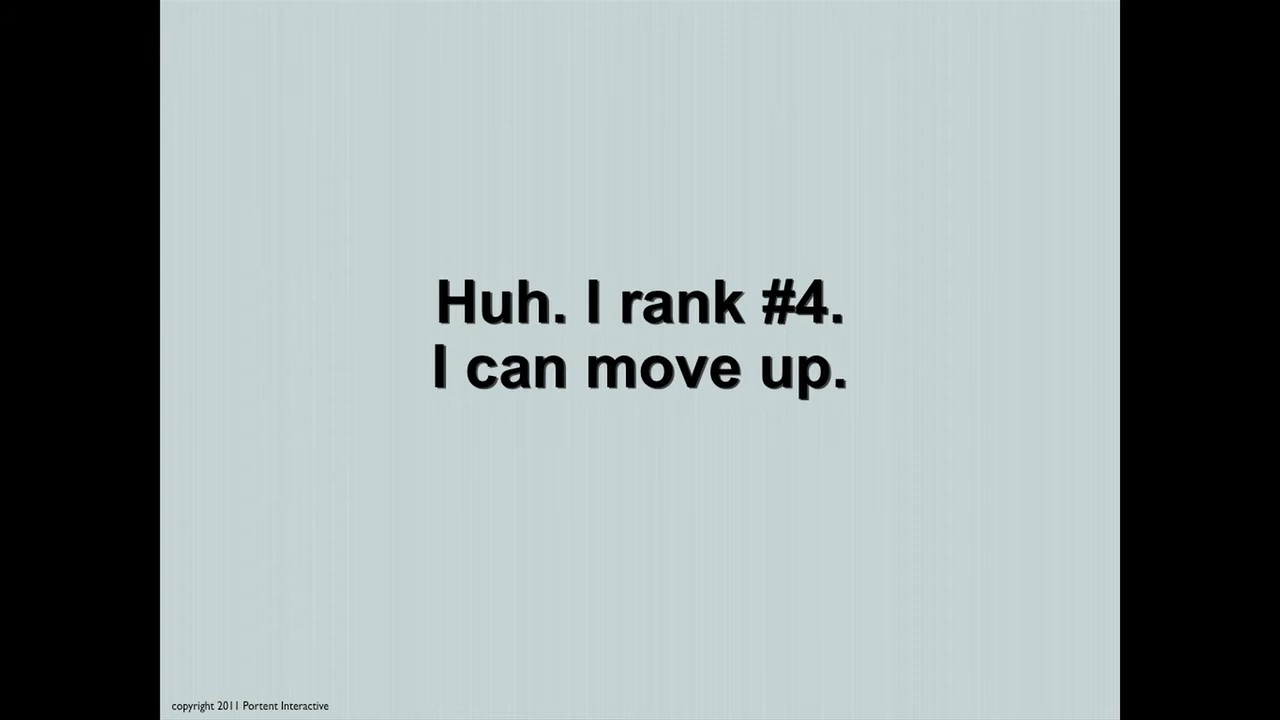 Huh. I rank #4.
I can move up.
copyright 2011 Portent Interactive